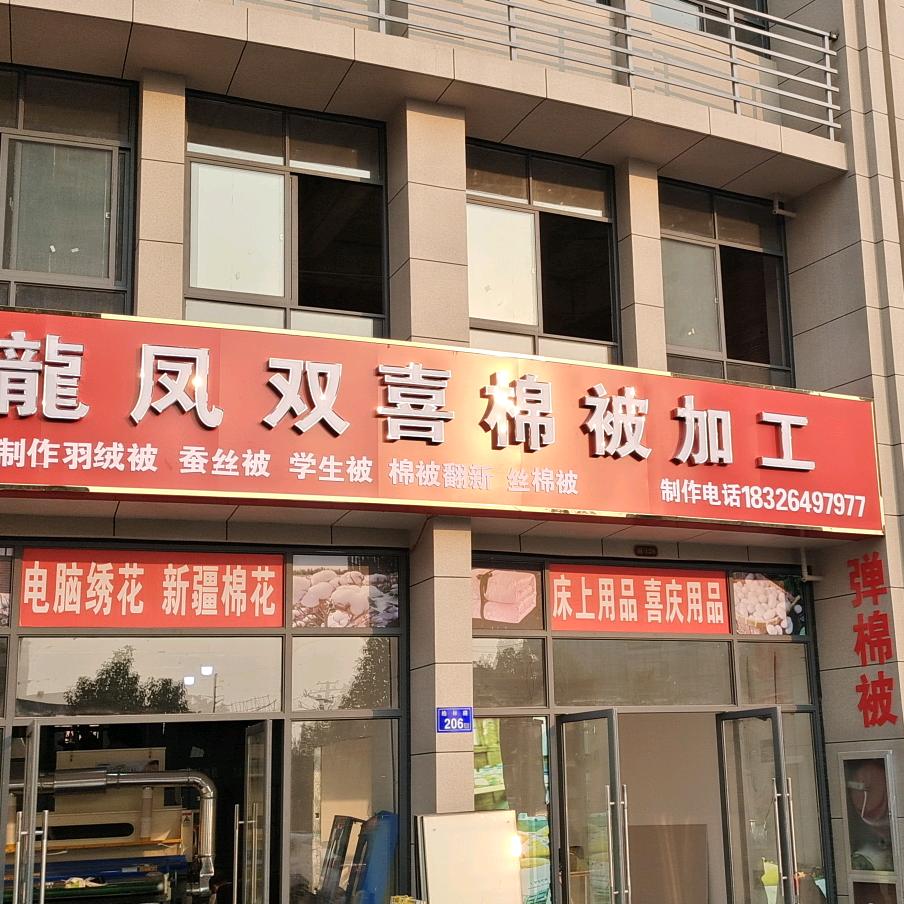 龍凤双喜棉被加工
制作羽绒被 蚕丝被 学生被 棉被翻新 丝棉被
制作电话18326497977
电脑绣花 新疆棉花
床上用品 喜庆用品
弹棉被
206